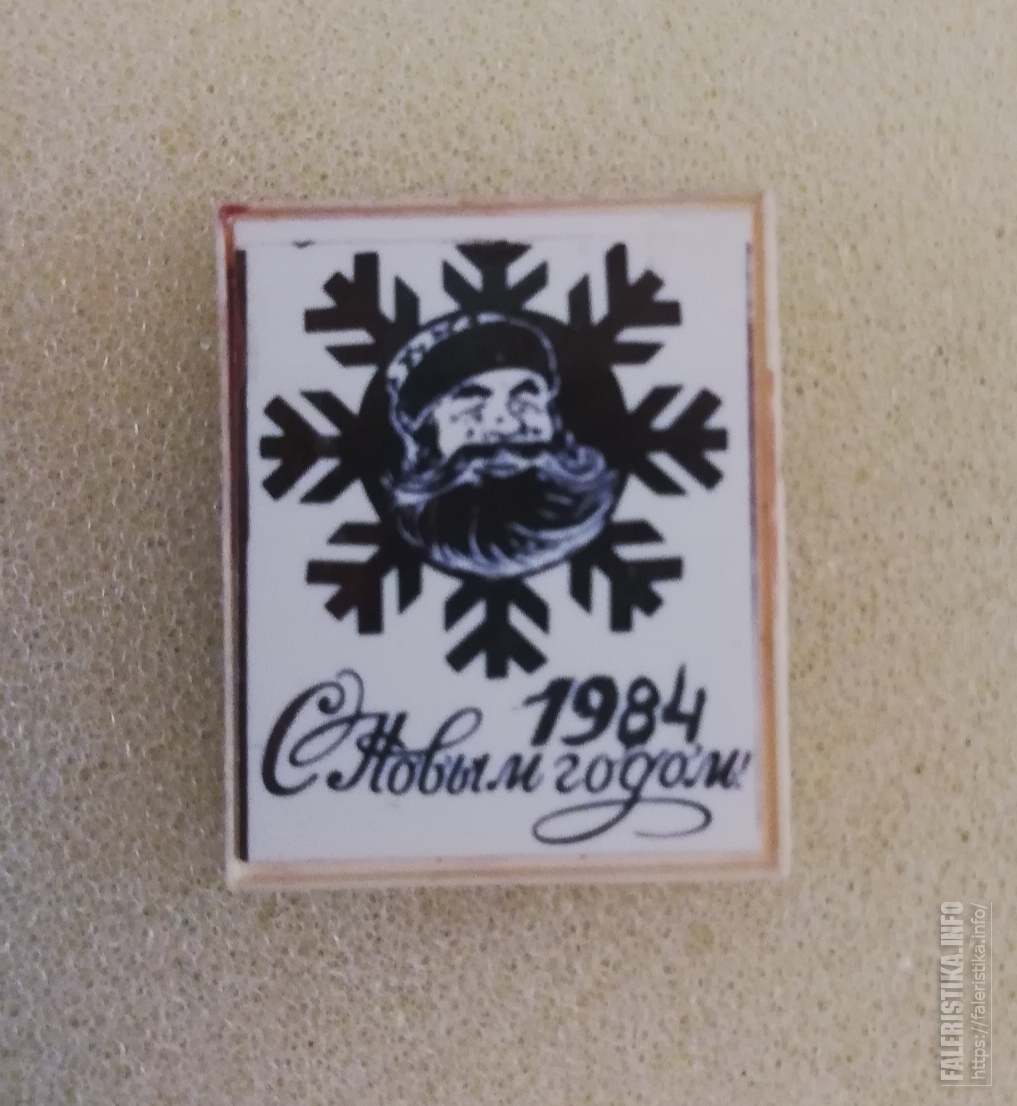 1984
С Новым годом!
FALERISTIKA.INFO
https://faleristika.info/